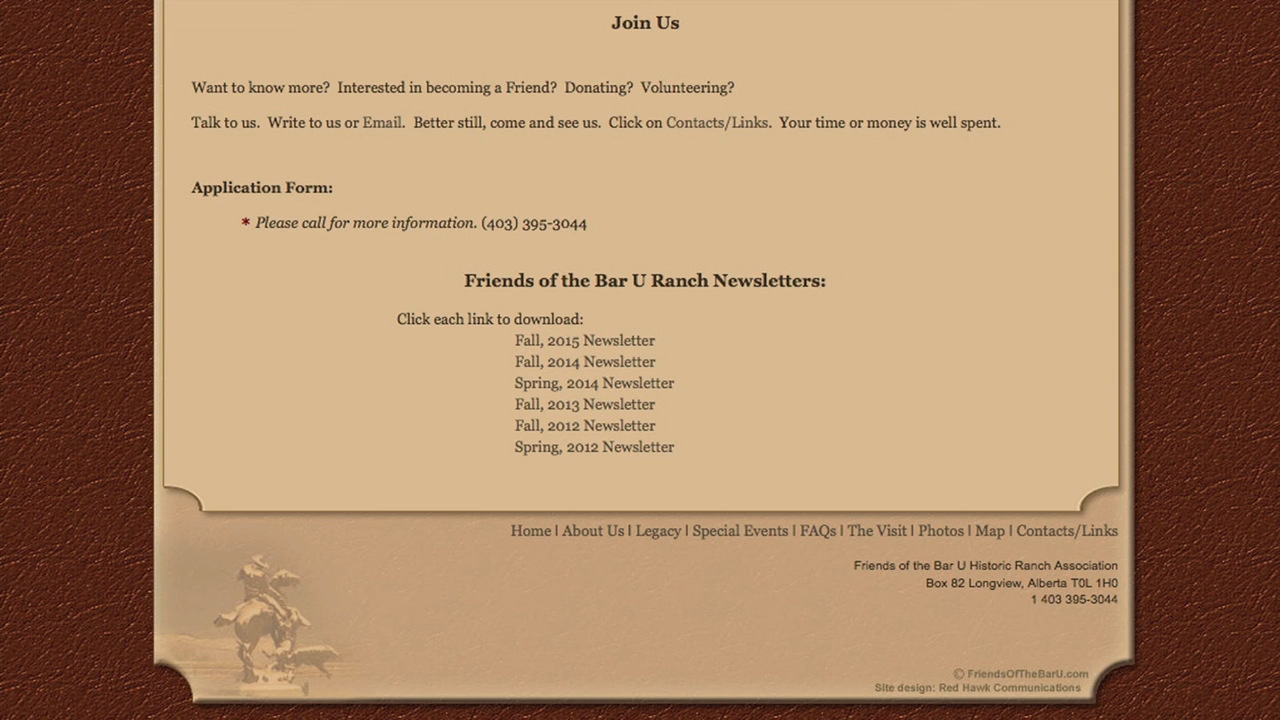 Join Us
Want to know more?  Interested in becoming a Friend?  Donating?  Volunteering?
Talk to us.  Write to us or Email.  Better still, come and see us.  Click on Contacts/Links.  Your time or money is well spent.
Application Form:
* Please call for more information. (403) 395-3044
Friends of the Bar U Ranch Newsletters:
Click each link to download:
Fall, 2015 Newsletter
Fall, 2014 Newsletter
Spring, 2014 Newsletter
Fall, 2013 Newsletter
Fall, 2012 Newsletter
Spring, 2012 Newsletter
Home | About Us | Legacy | Special Events | FAQs | The Visit | Photos | Map | Contacts/Links
Friends of the Bar U Historic Ranch Association
Box 82 Longview, Alberta T0L 1H0
1 403 395-3044
© FriendsOfTheBarU.com
Site design: Red Hawk Communications